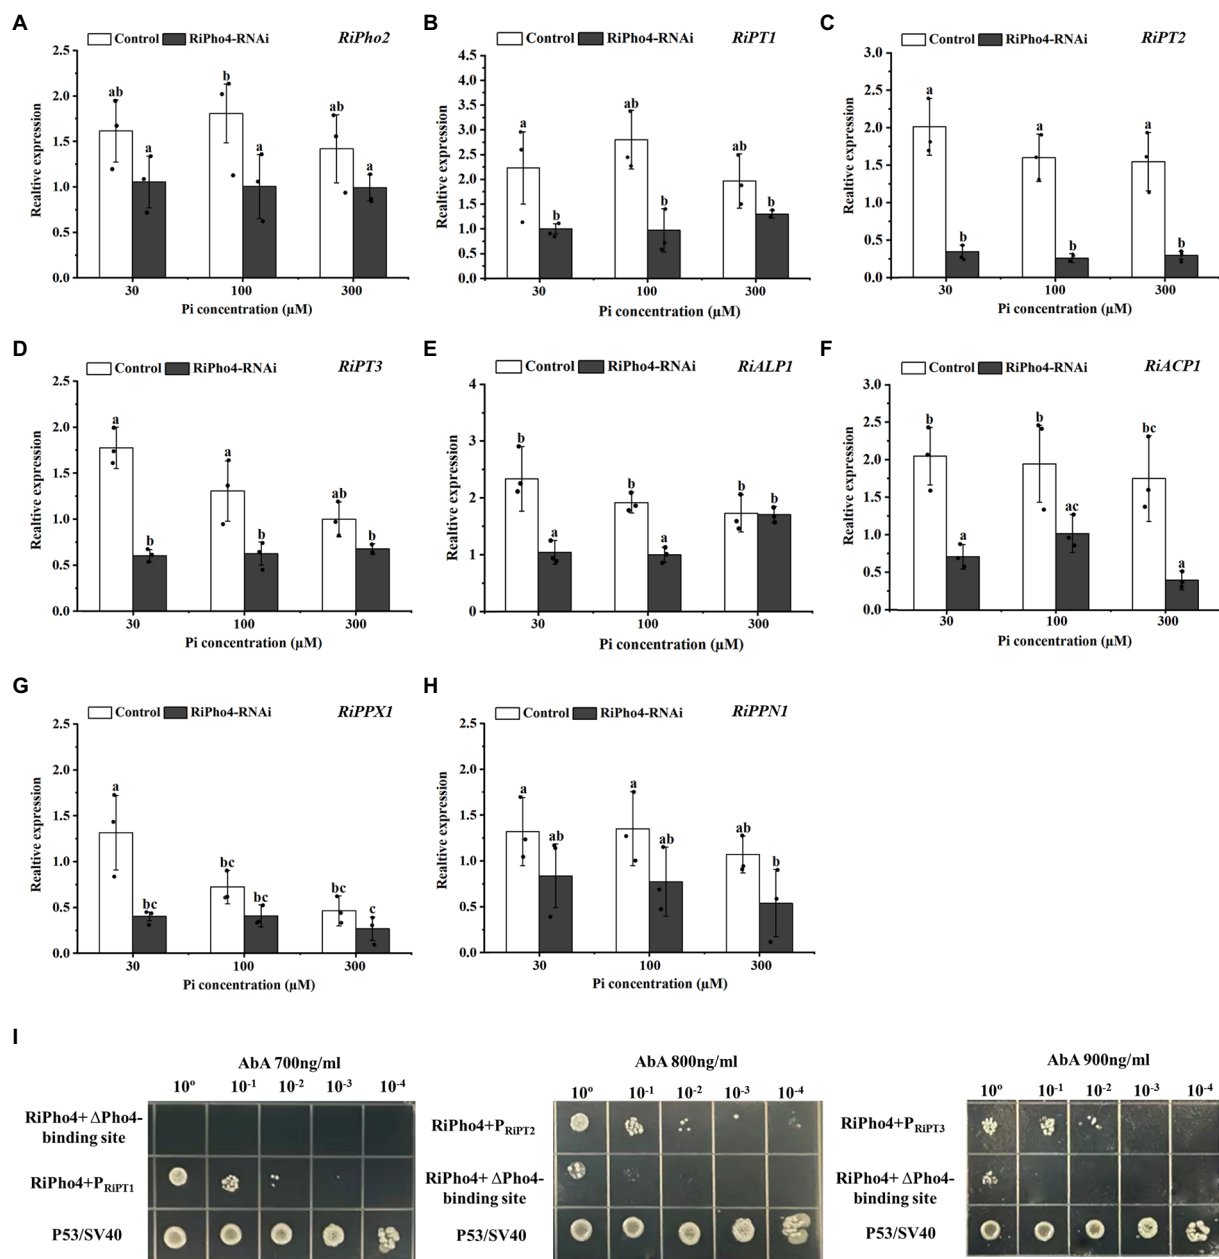 A
Control RiPho4-RNAi RiPho2
Realtive expression
2.5
2.0
1.5
1.0
0.5
0.0
ab a b a ab a
30 100 300
Pi concentration (µM)
B
Control RiPho4-RNAi RiPT1
Realtive expression
4.5
3.5
3.0
2.5
2.0
1.5
1.0
0.5
0.0
a b ab b ab b
30 100 300
Pi concentration (µM)
C
Control RiPho4-RNAi RiPT2
Realtive expression
3.0
2.5
2.0
1.5
1.0
0.5
0.0
a b a b a b
30 100 300
Pi concentration (µM)
D
Control RiPho4-RNAi RiPT3
Realtive expression
2.5
2.0
1.5
1.0
0.5
0.0
a b a b ab b
30 100 300
Pi concentration (µM)
E
Control RiPho4-RNAi RiALP1
Realtive expression
4
3
2
1
0
b a b a b b
30 100 300
Pi concentration (µM)
F
Control RiPho4-RNAi RiACP1
Realtive expression
3.0
2.5
2.0
1.5
1.0
0.5
0.0
b a b ac bc a
30 100 300
Pi concentration (µM)
G
Control RiPho4-RNAi RiPPX1
Realtive expression
2.5
2.0
1.5
1.0
0.5
0.0
a bc bc bc bc c
30 100 300
Pi concentration (µM)
H
Control RiPho4-RNAi RiPPN1
Realtive expression
2.5
2.0
1.5
1.0
0.5
0.0
a ab a ab ab b
30 100 300
Pi concentration (µM)
I
AbA 700ng/ml
10⁰ 10⁻¹ 10⁻² 10⁻³ 10⁻⁴
RiPho4+ ΔPho4-
binding site
RiPho4+PRiPT1
P53/SV40
AbA 800ng/ml
10⁰ 10⁻¹ 10⁻² 10⁻³ 10⁻⁴
RiPho4+PRiPT2
RiPho4+ ΔPho4-
binding site
P53/SV40
AbA 900ng/ml
10⁰ 10⁻¹ 10⁻² 10⁻³ 10⁻⁴
RiPho4+PRiPT3
RiPho4+ ΔPho4-
binding site
P53/SV40